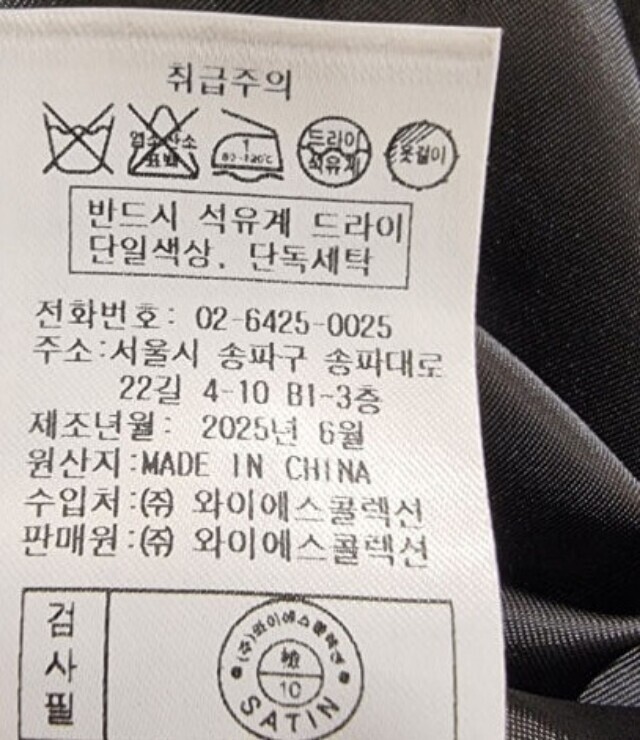 취급주의
염소산소
표백
1
80~120℃
드라이
석유계
옷걸이
반드시 석유계 드라이
단일색상. 단독세탁
전화번호: 02-6425-0025
주소:서울시 송파구 송파대로
22길 4-10 B1~3층
제조년월: 2025년 6월
원산지:MADE IN CHINA
수입처:㈜ 와이에스콜렉션
판매원:㈜ 와이에스콜렉션
검사필
(주)와이에스콜렉션
檢
10
SATIN